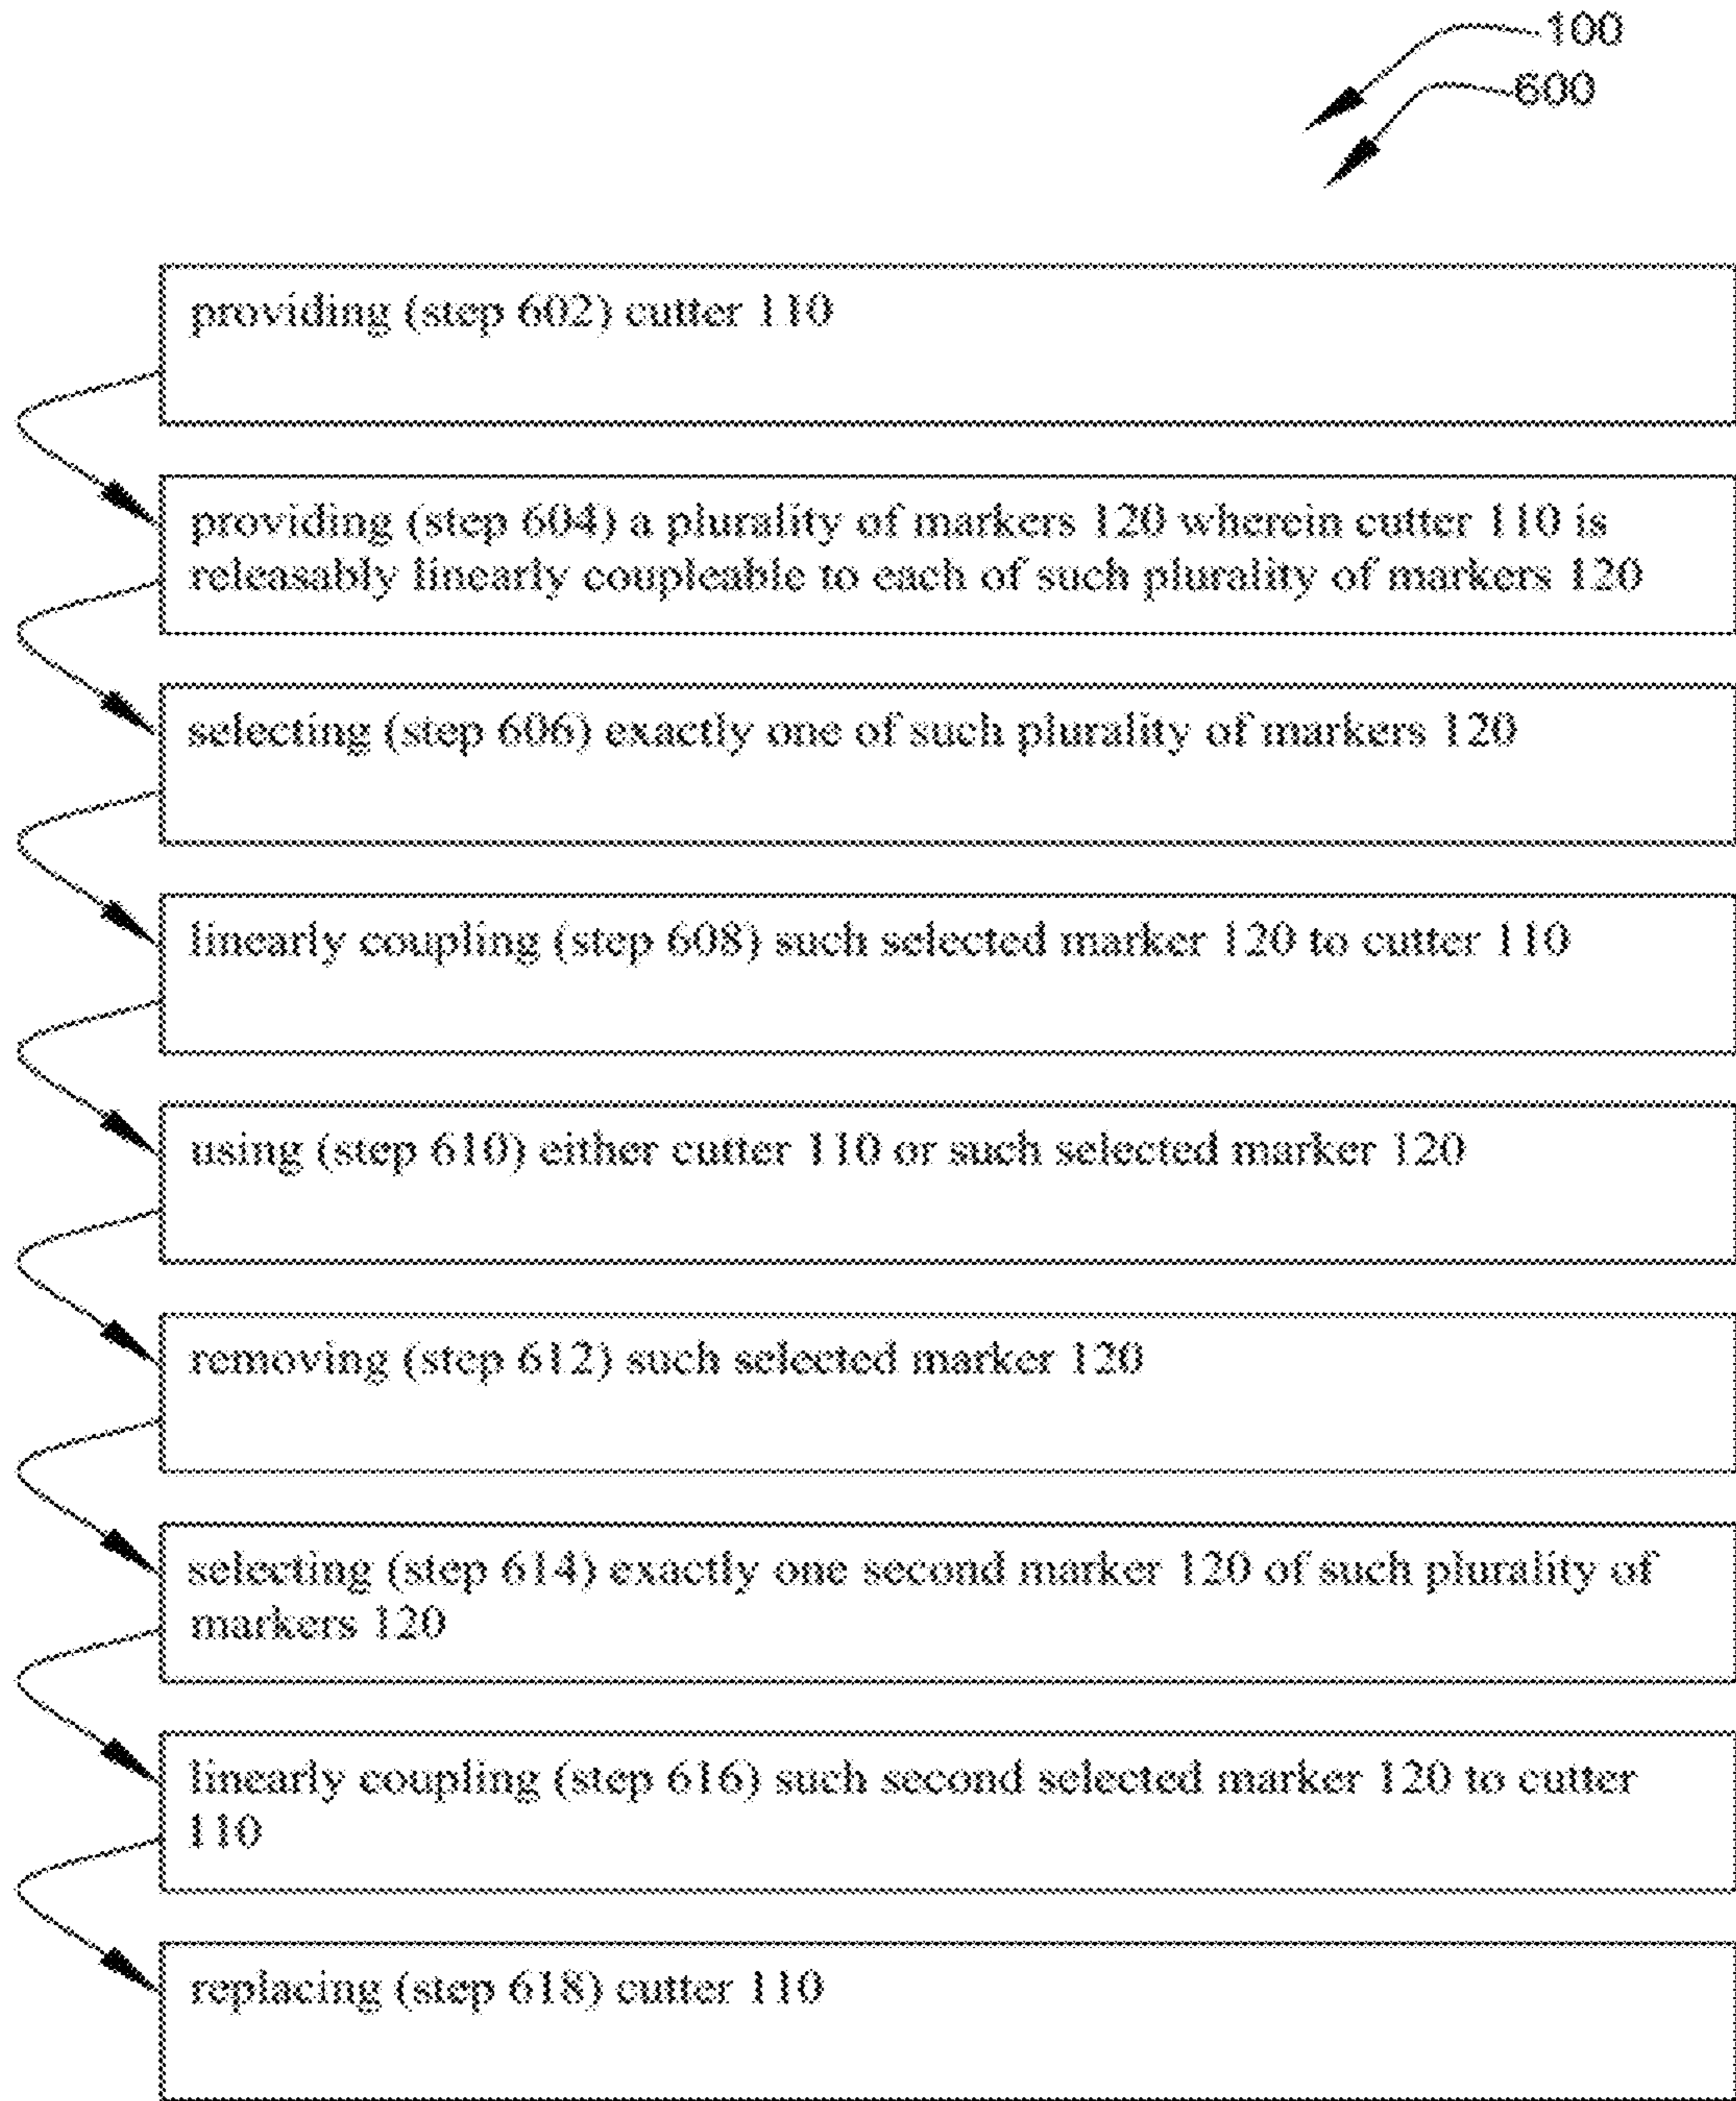 100
600
providing (step 602) cutter 110
providing (step 604) a plurality of markers 120 wherein cutter 110 is
releasably linearly coupleable to each of such plurality of markers 120
selecting (step 606) exactly one of such plurality of markers 120
linearly coupling (step 608) such selected marker 120 to cutter 110
using (step 610) either cutter 110 or such selected marker 120
removing (step 612) such selected marker 120
selecting (step 614) exactly one second marker 120 of such plurality of
markers 120
linearly coupling (step 616) such second selected marker 120 to cutter
110
replacing (step 618) cutter 110